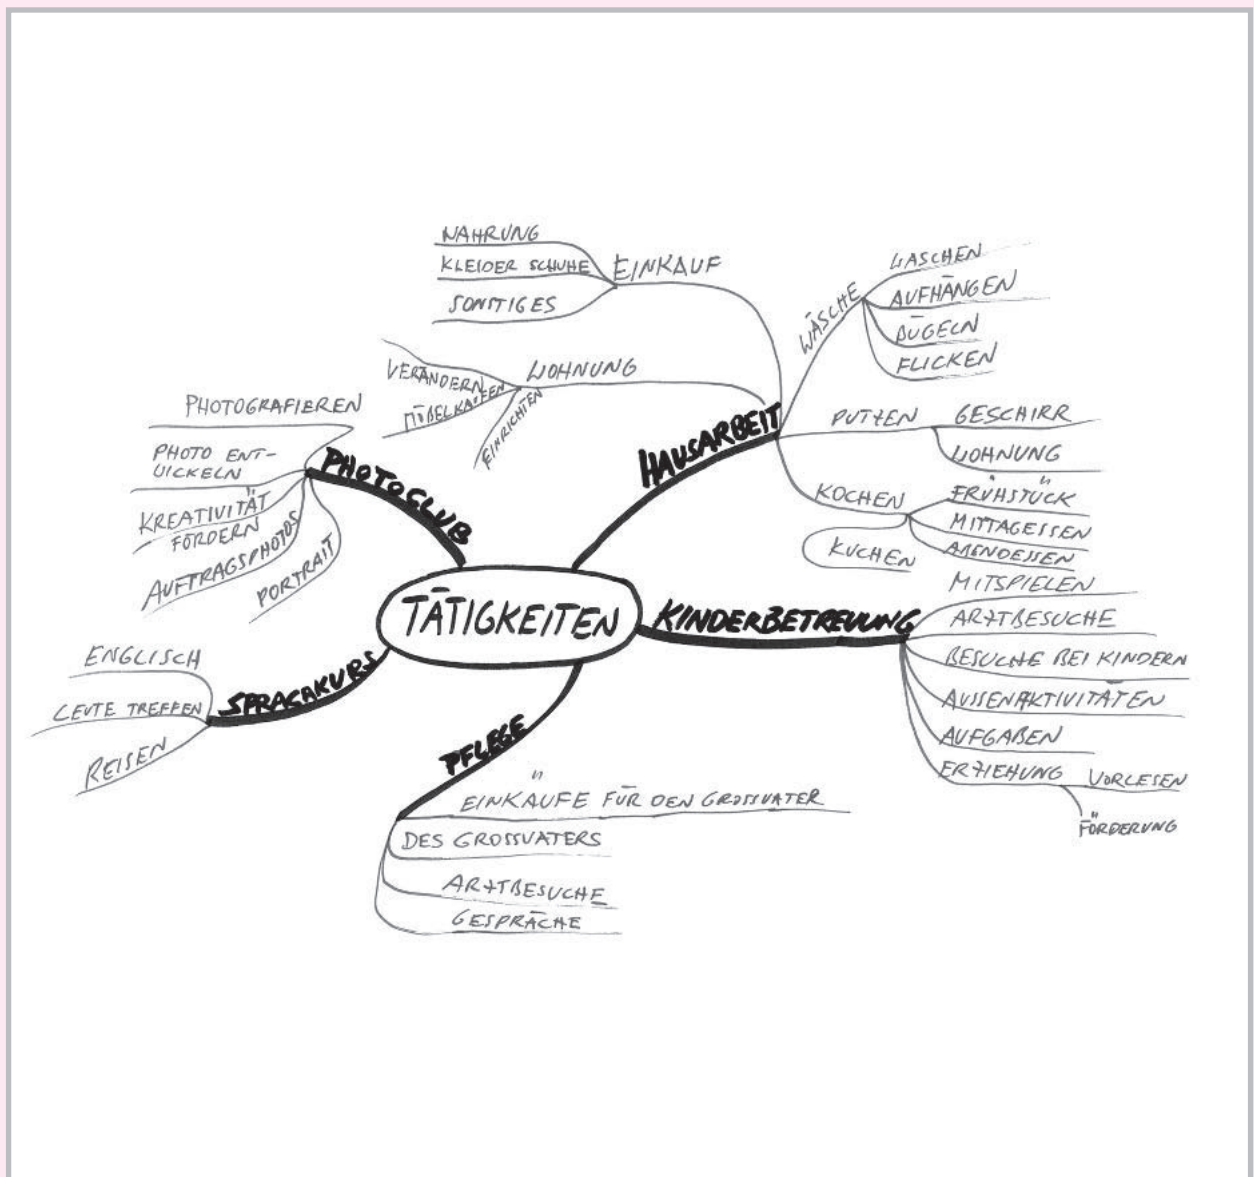 TÄTIGKEITEN
HAUSARBEIT
EINKAUF
NAHRUNG
KLEIDER SCHUHE
SONSTIGES
WOHNUNG
VERÄNDERN
MÖBEL KAUFEN
EINRICHTEN
WÄSCHE
WASCHEN
AUFHÄNGEN
BÜGELN
FLICKEN
PUTZEN
GESCHIRR
WOHNUNG
KOCHEN
FRÜHSTÜCK
MITTAGESSEN
ABENDESSEN
KUCHEN
KINDERBETREUUNG
MITSPIELEN
ARZTBESUCHE
BESUCHE BEI KINDERN
AUSSENAKTIVITÄTEN
AUFGABEN
ERZIEHUNG
VORLESEN
FÖRDERUNG
PFLEGE
EINKÄUFE FÜR DEN GROSSVATER
DES GROSSVATERS
ARZTBESUCHE
GESPRÄCHE
SPRACHKURS
ENGLISCH
LEUTE TREFFEN
REISEN
PHOTOCLUB
PHOTOGRAFIEREN
PHOTO ENT-
WICKELN
KREATIVITÄT
FÖRDERN
AUFTRAGSPHOTOS
PORTRAIT